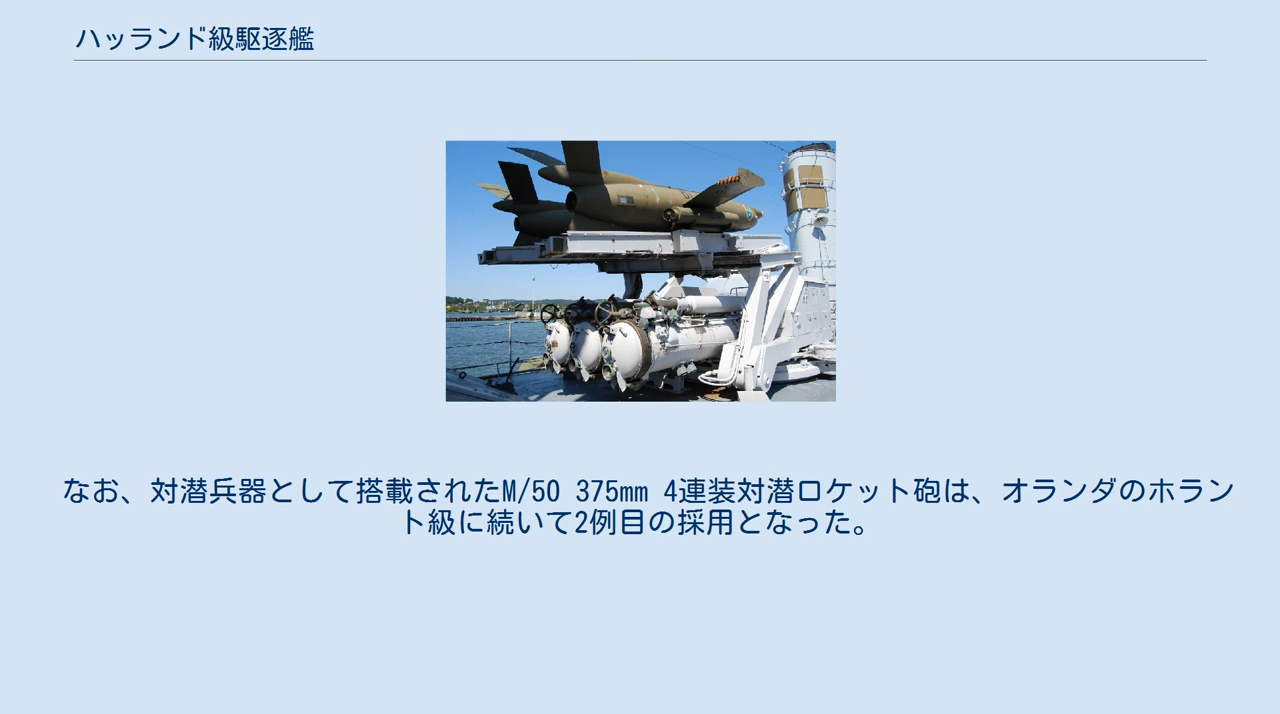 ハッランド級駆逐艦
なお、対潜兵器として搭載されたM/50 375mm 4連装対潜ロケット砲は、オランダのホラン
ト級に続いて2例目の採用となった。